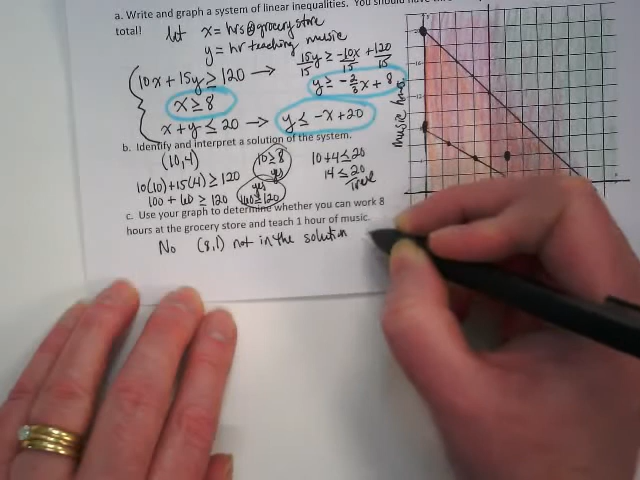 a. Write and graph a system of linear inequalities. You should have three
total!
let x = hrs @ grocery store
y = hr teaching music
10x + 15y ≥ 120 → 15y/15 ≥ -10x/15 + 120/15
y ≥ -2/3x + 8
x ≥ 8
x + y ≤ 20 → y ≤ -x + 20
music hrs.
b. Identify and interpret a solution of the system.
(10,4)
10≥8
yes
10+4≤20
14≤20
true
10(10)+15(4)≥120
100 + 60 ≥ 120
yes
160≥120
c. Use your graph to determine whether you can work 8
hours at the grocery store and teach 1 hour of music.
No (8,1) not in the solution